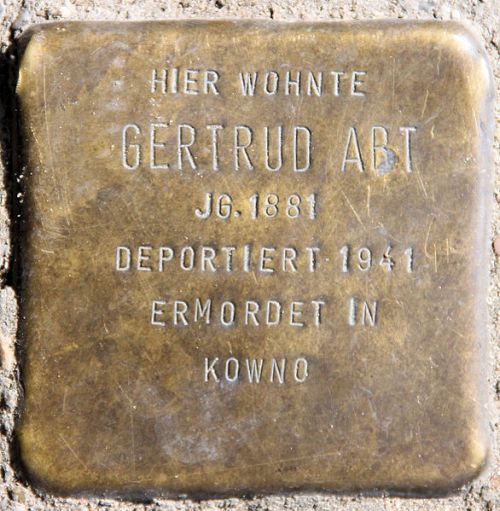 HIER WOHNTE
GERTRUD ABT
JG. 1881
DEPORTIERT 1941
ERMORDET IN
KOWNO